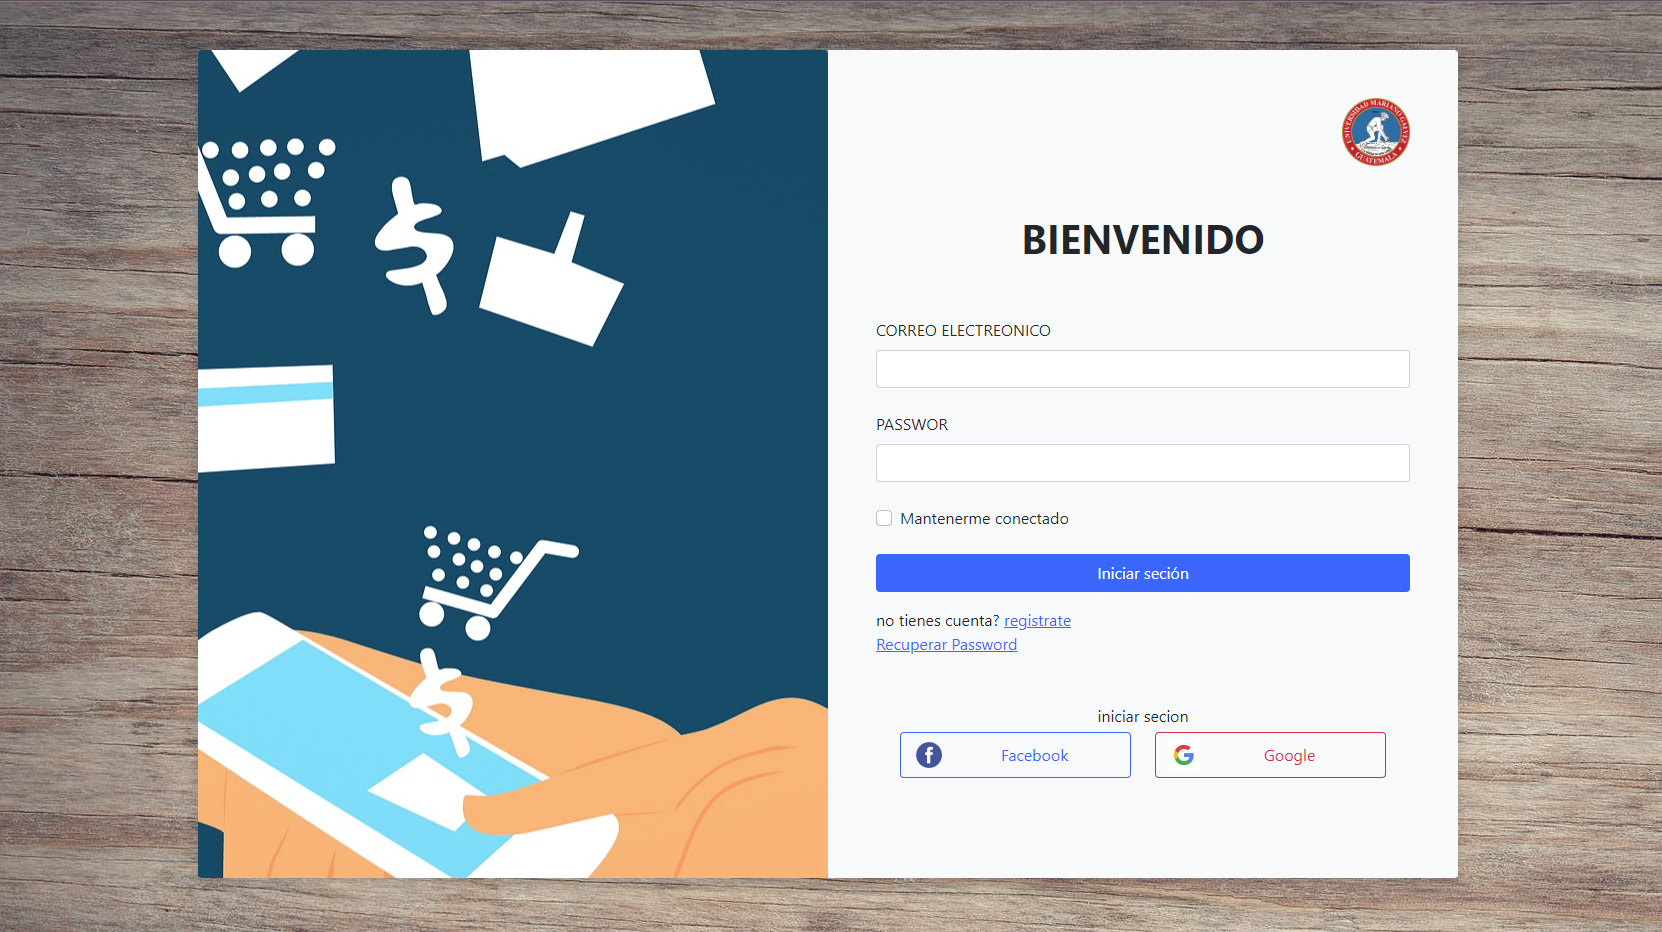 UNIVERSIDAD MARIANO GALVEZ
GUATEMALA
BIENVENIDO
CORREO ELECTREONICO
PASSWOR
Mantenerme conectado
Iniciar seción
no tienes cuenta? registrate
Recuperar Password
iniciar secion
Facebook
Google